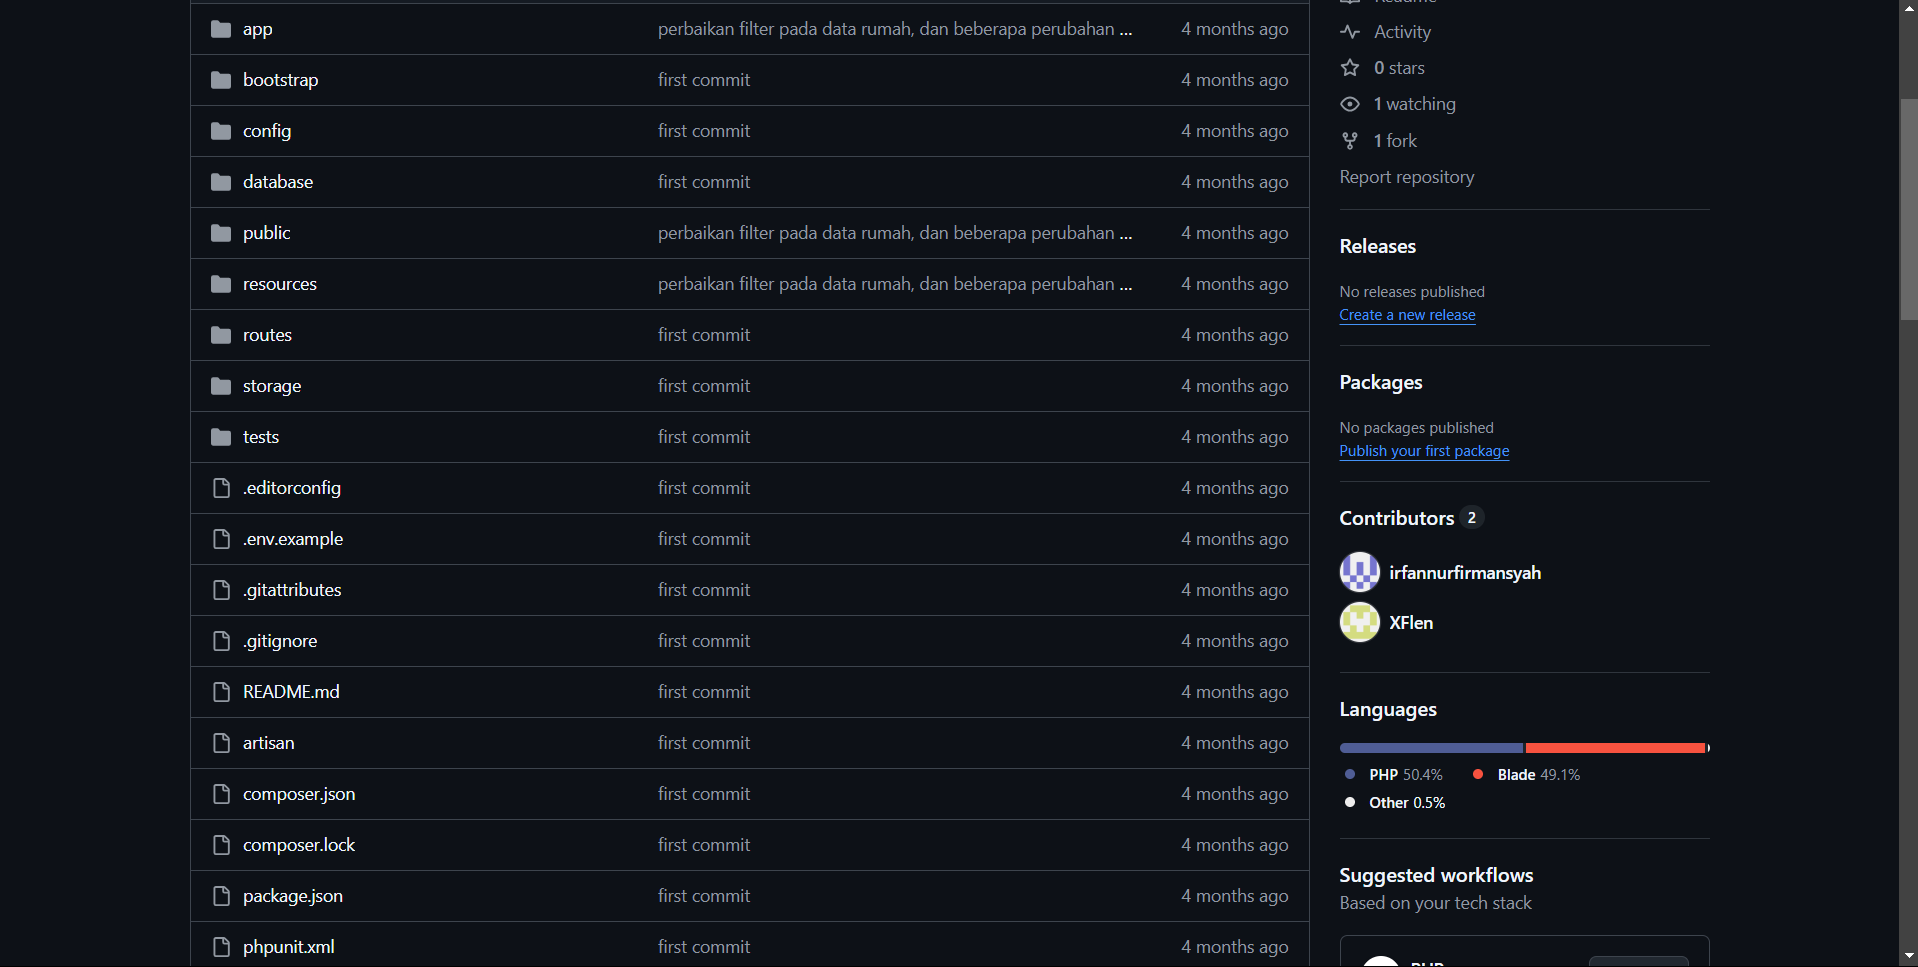 app perbaikan filter pada data rumah, dan beberapa perubahan ... 4 months ago
bootstrap first commit 4 months ago
config first commit 4 months ago
database first commit 4 months ago
public perbaikan filter pada data rumah, dan beberapa perubahan ... 4 months ago
resources perbaikan filter pada data rumah, dan beberapa perubahan ... 4 months ago
routes first commit 4 months ago
storage first commit 4 months ago
tests first commit 4 months ago
.editorconfig first commit 4 months ago
.env.example first commit 4 months ago
.gitattributes first commit 4 months ago
.gitignore first commit 4 months ago
README.md first commit 4 months ago
artisan first commit 4 months ago
composer.json first commit 4 months ago
composer.lock first commit 4 months ago
package.json first commit 4 months ago
phpunit.xml first commit 4 months ago
Readme
Activity
0 stars
1 watching
1 fork
Report repository
Releases
No releases published
Create a new release
Packages
No packages published
Publish your first package
Contributors 2
irfannurfirmansyah
XFlen
Languages
PHP 50.4% Blade 49.1%
Other 0.5%
Suggested workflows
Based on your tech stack
PHP